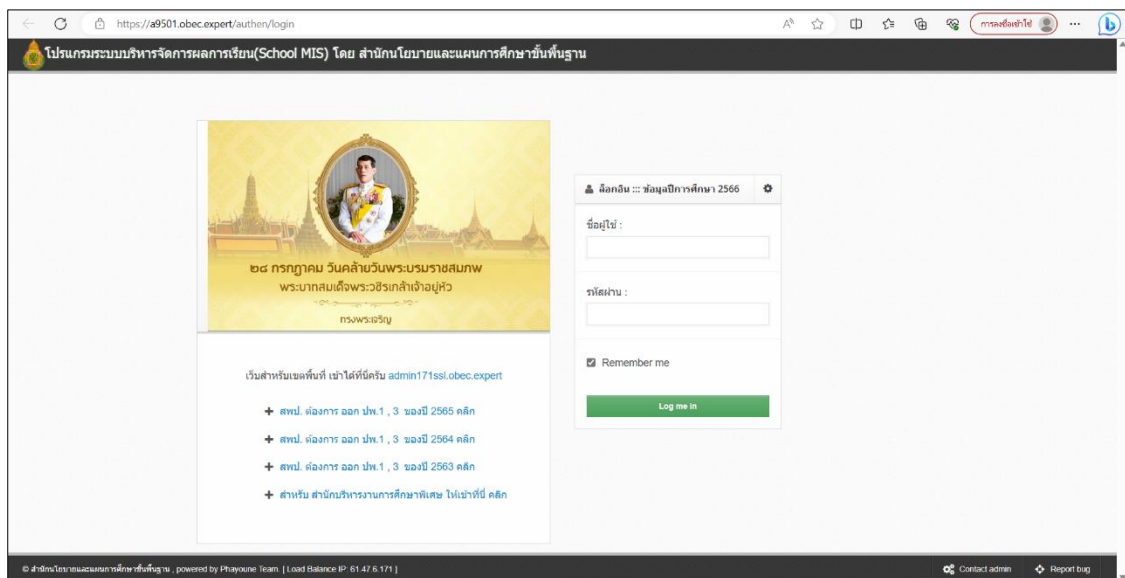 https://a9501.obec.expert/authen/login
การลงชื่อเข้าใช้
โปรแกรมระบบบริหารจัดการผลการเรียน(School MIS) โดย สำนักนโยบายและแผนการศึกษาขั้นพื้นฐาน
๒๘ กรกฎาคม วันคล้ายวันพระบรมราชสมภพ
พระบาทสมเด็จพระวชิรเกล้าเจ้าอยู่หัว
ทรงพระเจริญ
เว็บสำหรับเขตพื้นที่ เข้าได้ที่นี่ครับ admin171ssl.obec.expert
สพป. ต้องการ ออก ปพ.1 , 3 ของปี 2565 คลิก
สพป. ต้องการ ออก ปพ.1 , 3 ของปี 2564 คลิก
สพป. ต้องการ ออก ปพ.1 , 3 ของปี 2563 คลิก
สำหรับ สำนักบริหารงานการศึกษาพิเศษ ให้เข้าที่นี่ คลิก
ล็อกอิน ::: ข้อมูลปีการศึกษา 2566
ชื่อผู้ใช้ :
รหัสผ่าน :
Remember me
Log me in
© สำนักนโยบายและแผนการศึกษาขั้นพื้นฐาน , powered by Phayoune Team. [ Load Balance IP: 61.47.6.171 ]
Contact admin
Report bug